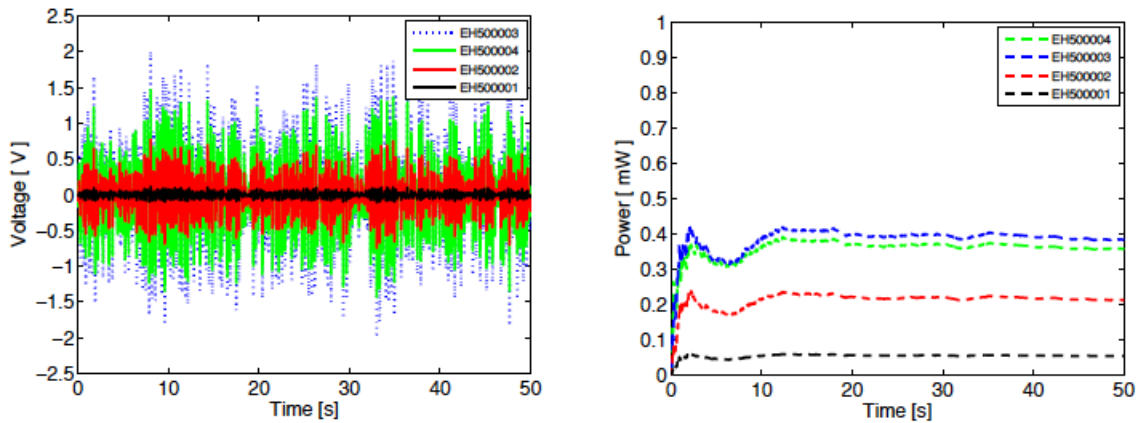 EH500003
EH500004
EH500002
EH500001
2.5
2
1.5
1
0.5
0
−0.5
−1
−1.5
−2
−2.5
Voltage [ V]
0 10 20 30 40 50
Time [s]
EH500004
EH500003
EH500002
EH500001
1
0.9
0.8
0.7
0.6
0.5
0.4
0.3
0.2
0.1
0
Power [ mW]
0 10 20 30 40 50
Time [s]